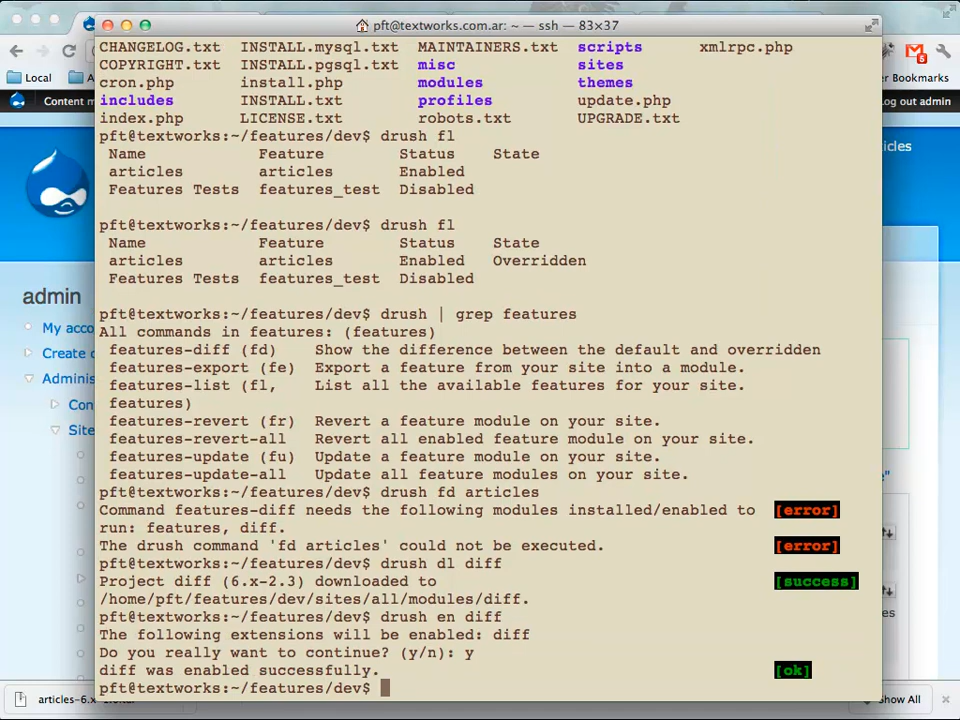 pft@textworks.com.ar: ~ — ssh — 83×37
CHANGELOG.txt INSTALL.mysql.txt MAINTAINERS.txt scripts xmlrpc.php
COPYRIGHT.txt INSTALL.pgsql.txt misc sites
cron.php install.php modules themes
includes INSTALL.txt profiles update.php
index.php LICENSE.txt robots.txt UPGRADE.txt
pft@textworks:~/features/dev$ drush fl
Name Feature Status State
articles articles Enabled
Features Tests features_test Disabled
pft@textworks:~/features/dev$ drush fl
Name Feature Status State
articles articles Enabled Overridden
Features Tests features_test Disabled
pft@textworks:~/features/dev$ drush | grep features
All commands in features: (features)
features-diff (fd) Show the difference between the default and overridden
features-export (fe) Export a feature from your site into a module.
features-list (fl, List all the available features for your site.
features)
features-revert (fr) Revert a feature module on your site.
features-revert-all Revert all enabled feature module on your site.
features-update (fu) Update a feature module on your site.
features-update-all Update all feature modules on your site.
pft@textworks:~/features/dev$ drush fd articles
Command features-diff needs the following modules installed/enabled to [error]
run: features, diff.
The drush command 'fd articles' could not be executed. [error]
pft@textworks:~/features/dev$ drush dl diff
Project diff (6.x-2.3) downloaded to [success]
/home/pft/features/dev/sites/all/modules/diff.
pft@textworks:~/features/dev$ drush en diff
The following extensions will be enabled: diff
Do you really want to continue? (y/n): y
diff was enabled successfully. [ok]
pft@textworks:~/features/dev$
Local
Bookmarks
Content
Log out admin
admin
My acco
Create
Adminis
Con
Site
5
Show All